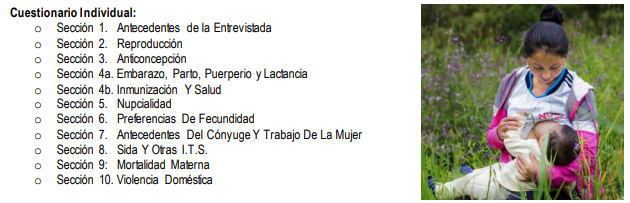 Cuestionario Individual:
o Sección 1. Antecedentes de la Entrevistada
o Sección 2. Reproducción
o Sección 3. Anticoncepción
o Sección 4a. Embarazo, Parto, Puerperio y Lactancia
o Sección 4b. Inmunización Y Salud
o Sección 5. Nupcialidad
o Sección 6. Preferencias De Fecundidad
o Sección 7. Antecedentes Del Cónyuge Y Trabajo De La Mujer
o Sección 8. Sida Y Otras I.T.S.
o Sección 9: Mortalidad Materna
o Sección 10. Violencia Doméstica